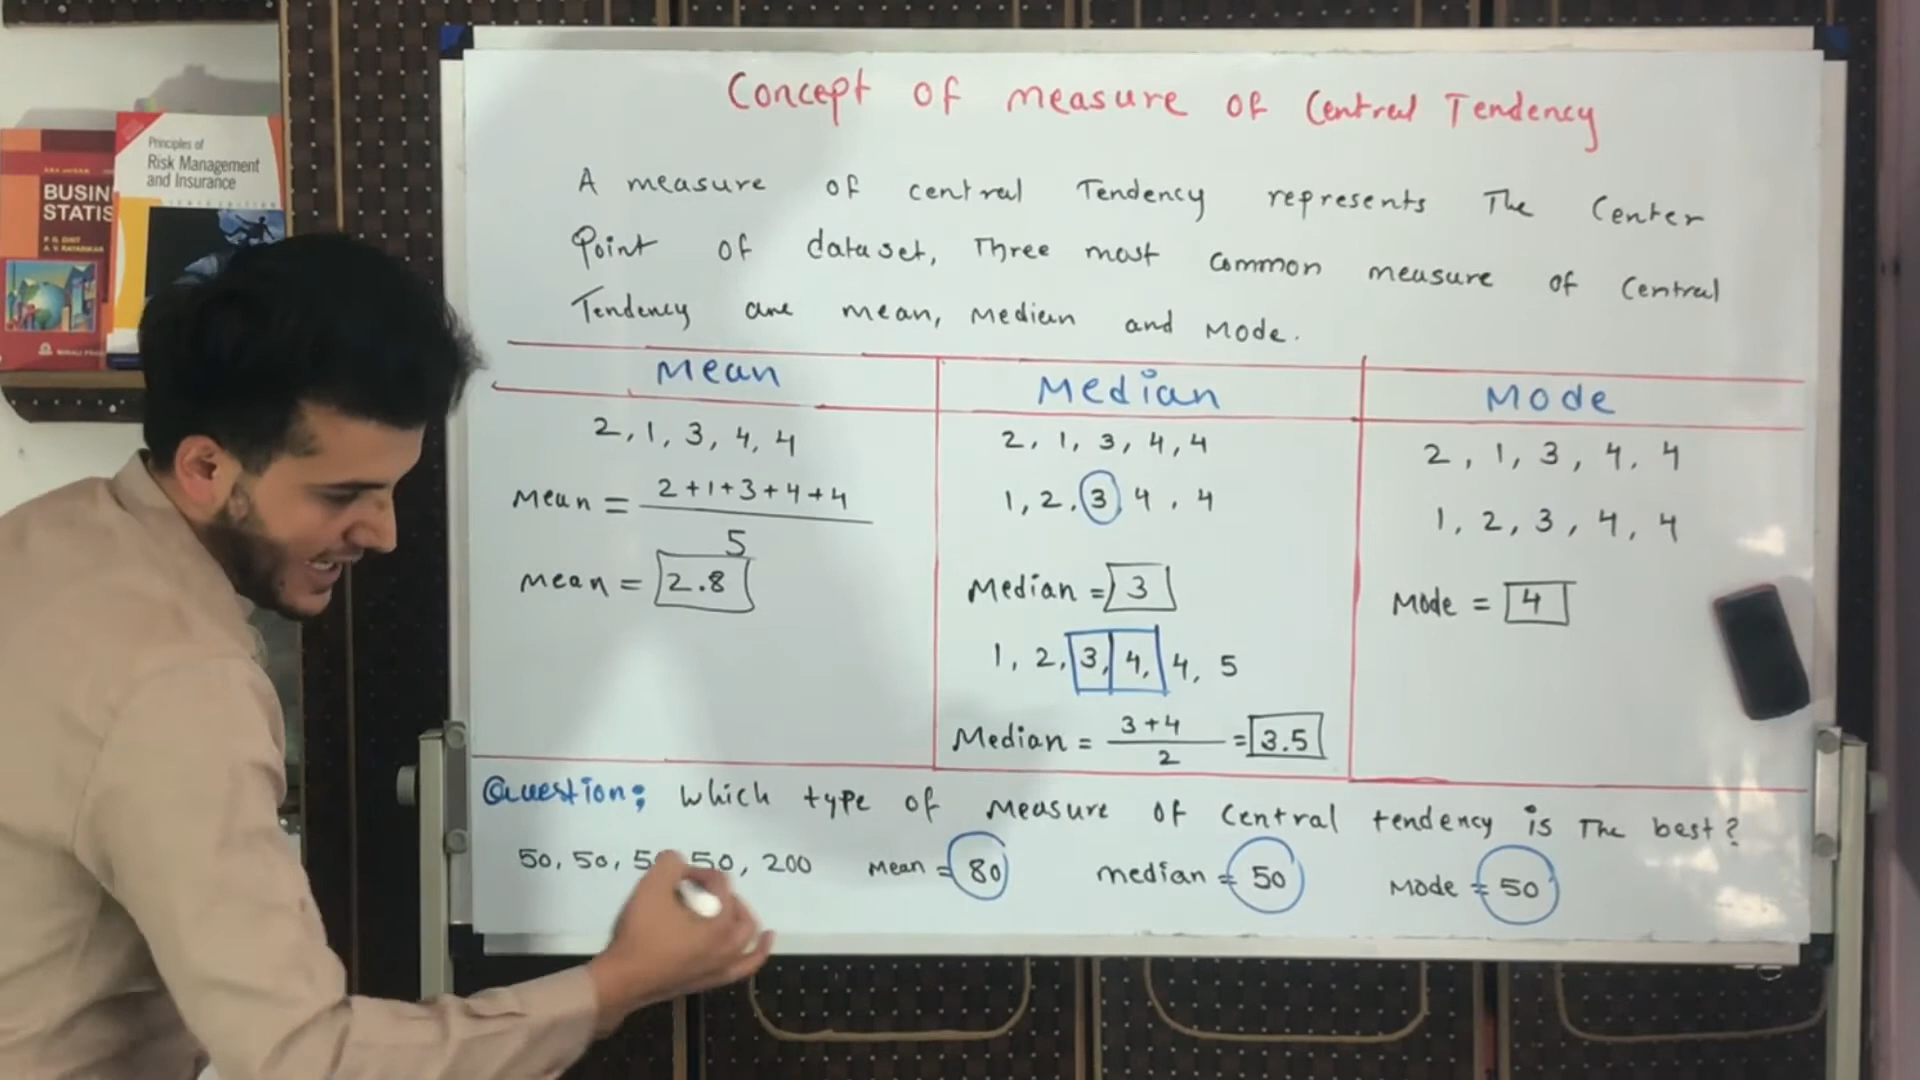 Concept of measure of Central Tendency
A measure of central Tendency represents The Center
Point of dataset, Three most common measure of Central
Tendency are mean, Median and Mode.
Mean
2, 1, 3, 4, 4
Mean = 2+1+3+4+4
5
Mean = 2.8
Median
2, 1, 3, 4, 4
1, 2, 3 4, 4
Median = 3
1, 2, 3, 4, 4, 5
Median = 3+4
2
= 3.5
Mode
2, 1, 3, 4, 4
1, 2, 3, 4, 4
Mode = 4
Question; Which type of Measure of Central tendency is The best?
50, 50, 50, 200 Mean = 80 median = 50 Mode = 50
BUSIN
STATIS
Principles of
Risk Management
and Insurance